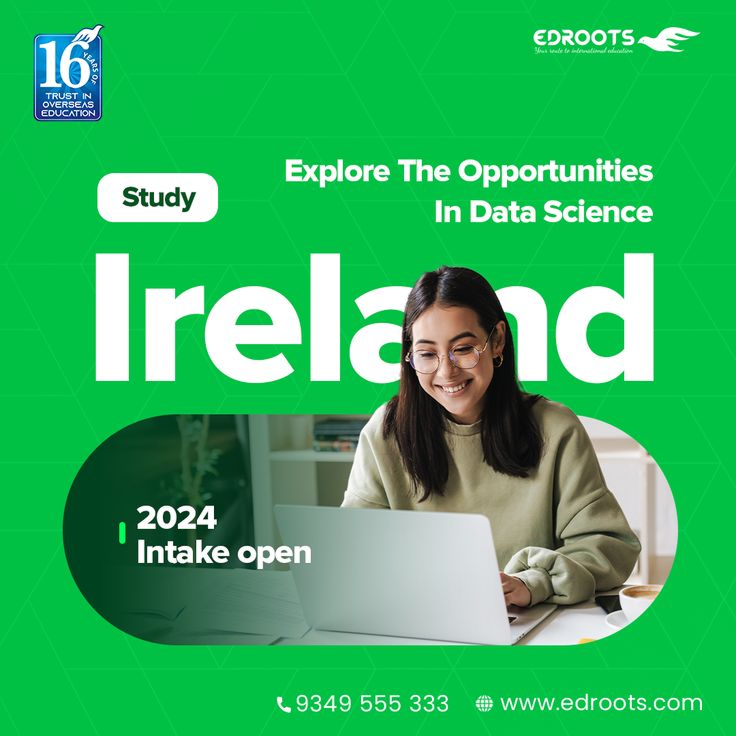 16
YEARS OF
TRUST IN
OVERSEAS
EDUCATION
EDROOTS
Your route to international education
Explore The Opportunities
In Data Science
Study
Ireland
2024
Intake open
9349 555 333
www.edroots.com